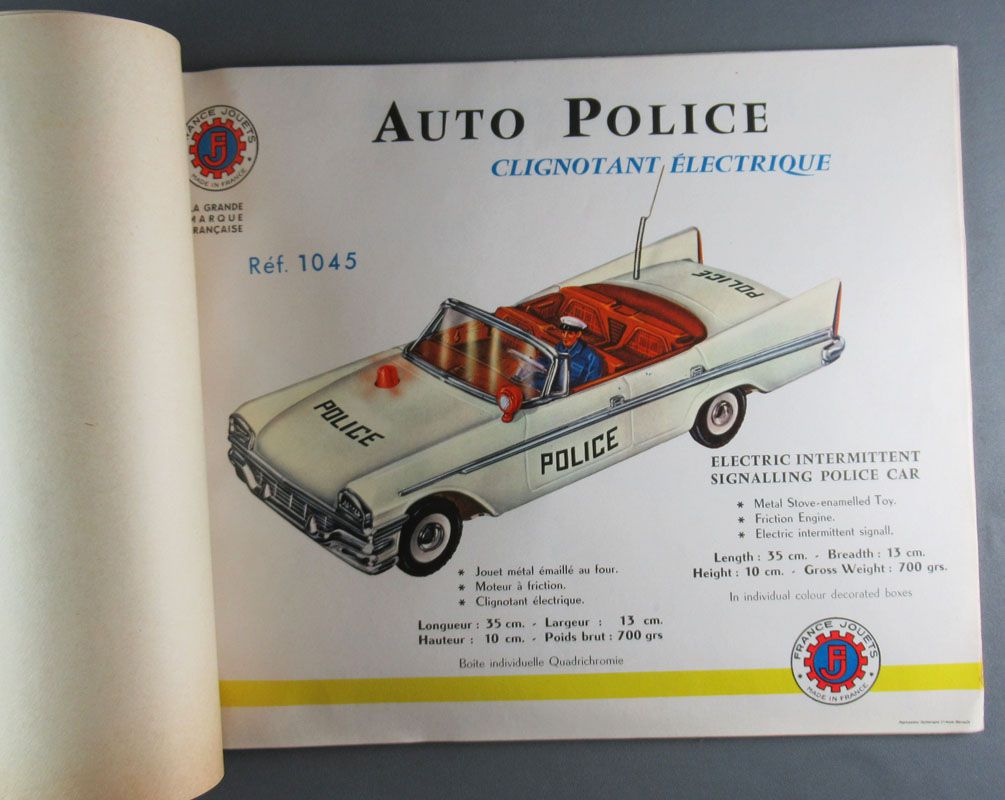 AUTO POLICE
CLIGNOTANT ÉLECTRIQUE
FRANCE JOUETS
FJ
MADE IN FRANCE
LA GRANDE
MARQUE
FRANÇAISE
Réf. 1045
POLICE
POLICE
POLICE
ELECTRIC INTERMITTENT
SIGNALLING POLICE CAR
* Metal Stove-enamelled Toy.
* Friction Engine.
* Electric intermittent signall.
Length : 35 cm. - Breadth : 13 cm.
Height : 10 cm. - Gross Weight : 700 grs.
In individual colour decorated boxes
* Jouet métal émaillé au four.
* Moteur à friction.
* Clignotant électrique.
Longueur : 35 cm. - Largeur : 13 cm.
Hauteur : 10 cm. - Poids brut : 700 grs
Boite individuelle Quadrichromie
FRANCE JOUETS
FJ
MADE IN FRANCE